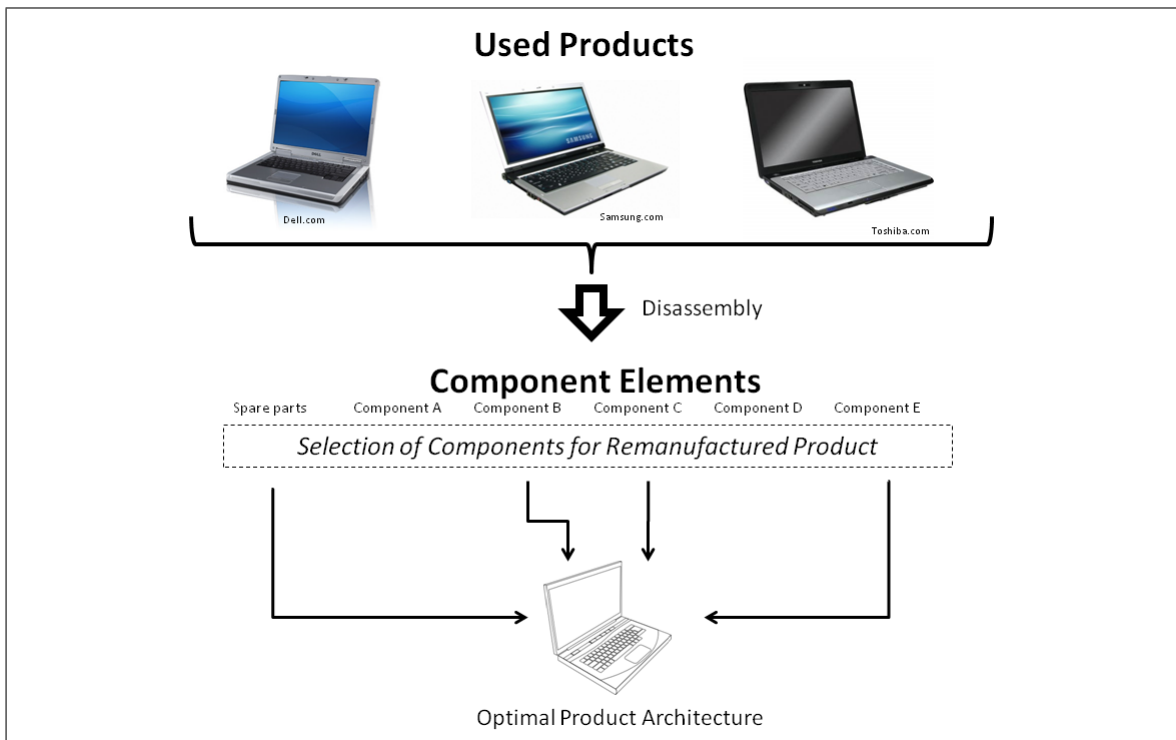 Used Products
SAMSUNG
Dell.com
Samsung.com
Toshiba.com
Disassembly
Component Elements
Spare parts Component A Component B Component C Component D Component E
Selection of Components for Remanufactured Product
Optimal Product Architecture